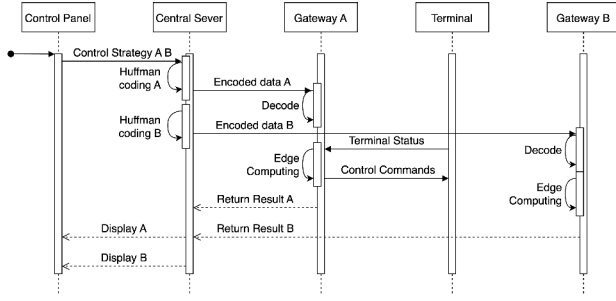 Control Panel
Central Sever
Gateway A
Terminal
Gateway B
Control Strategy A B
Huffman
coding A
Encoded data A
Decode
Huffman
coding B
Encoded data B
Terminal Status
Decode
Edge
Computing
Control Commands
Edge
Computing
Return Result A
Display A
Return Result B
Display B